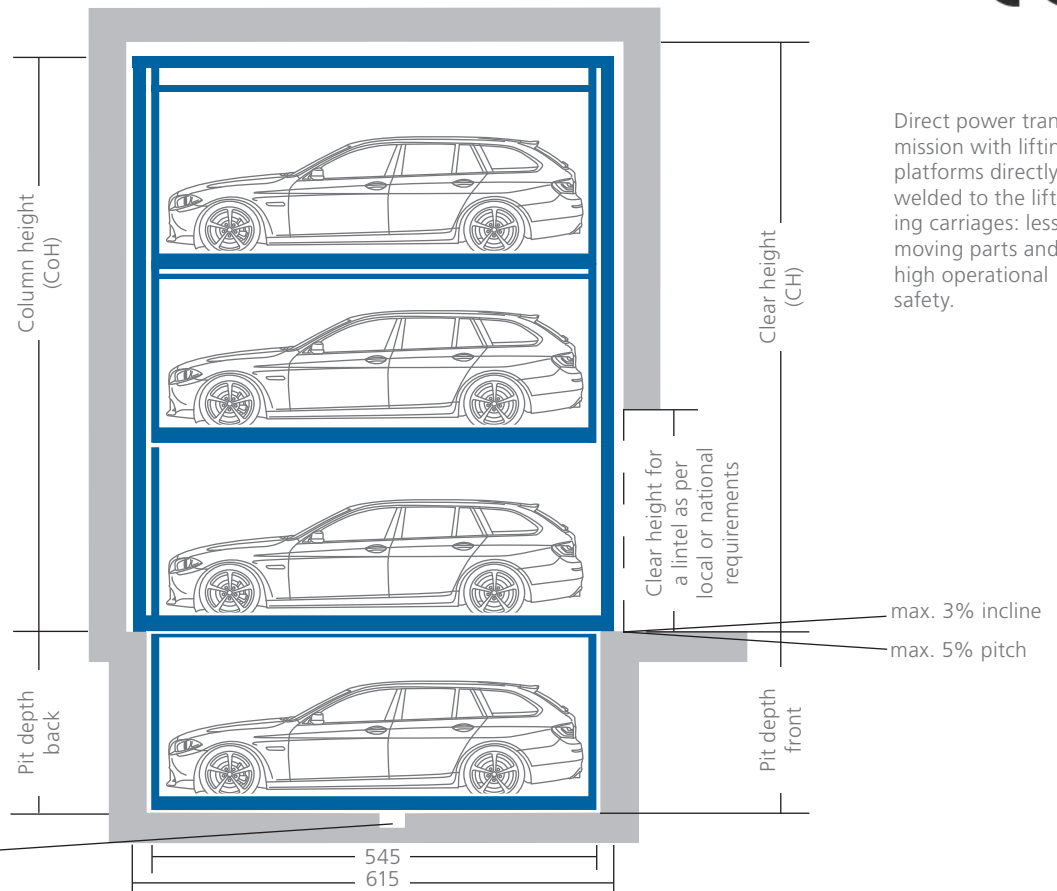 Column height
(CoH)
Clear height
(CH)
Direct power tran
mission with liftin
platforms directly
welded to the lift
ing carriages: less
moving parts and
high operational
safety.
Clear height for
a lintel as per
local or national
requirements
max. 3% incline
max. 5% pitch
Pit depth
back
Pit depth
front
545
615